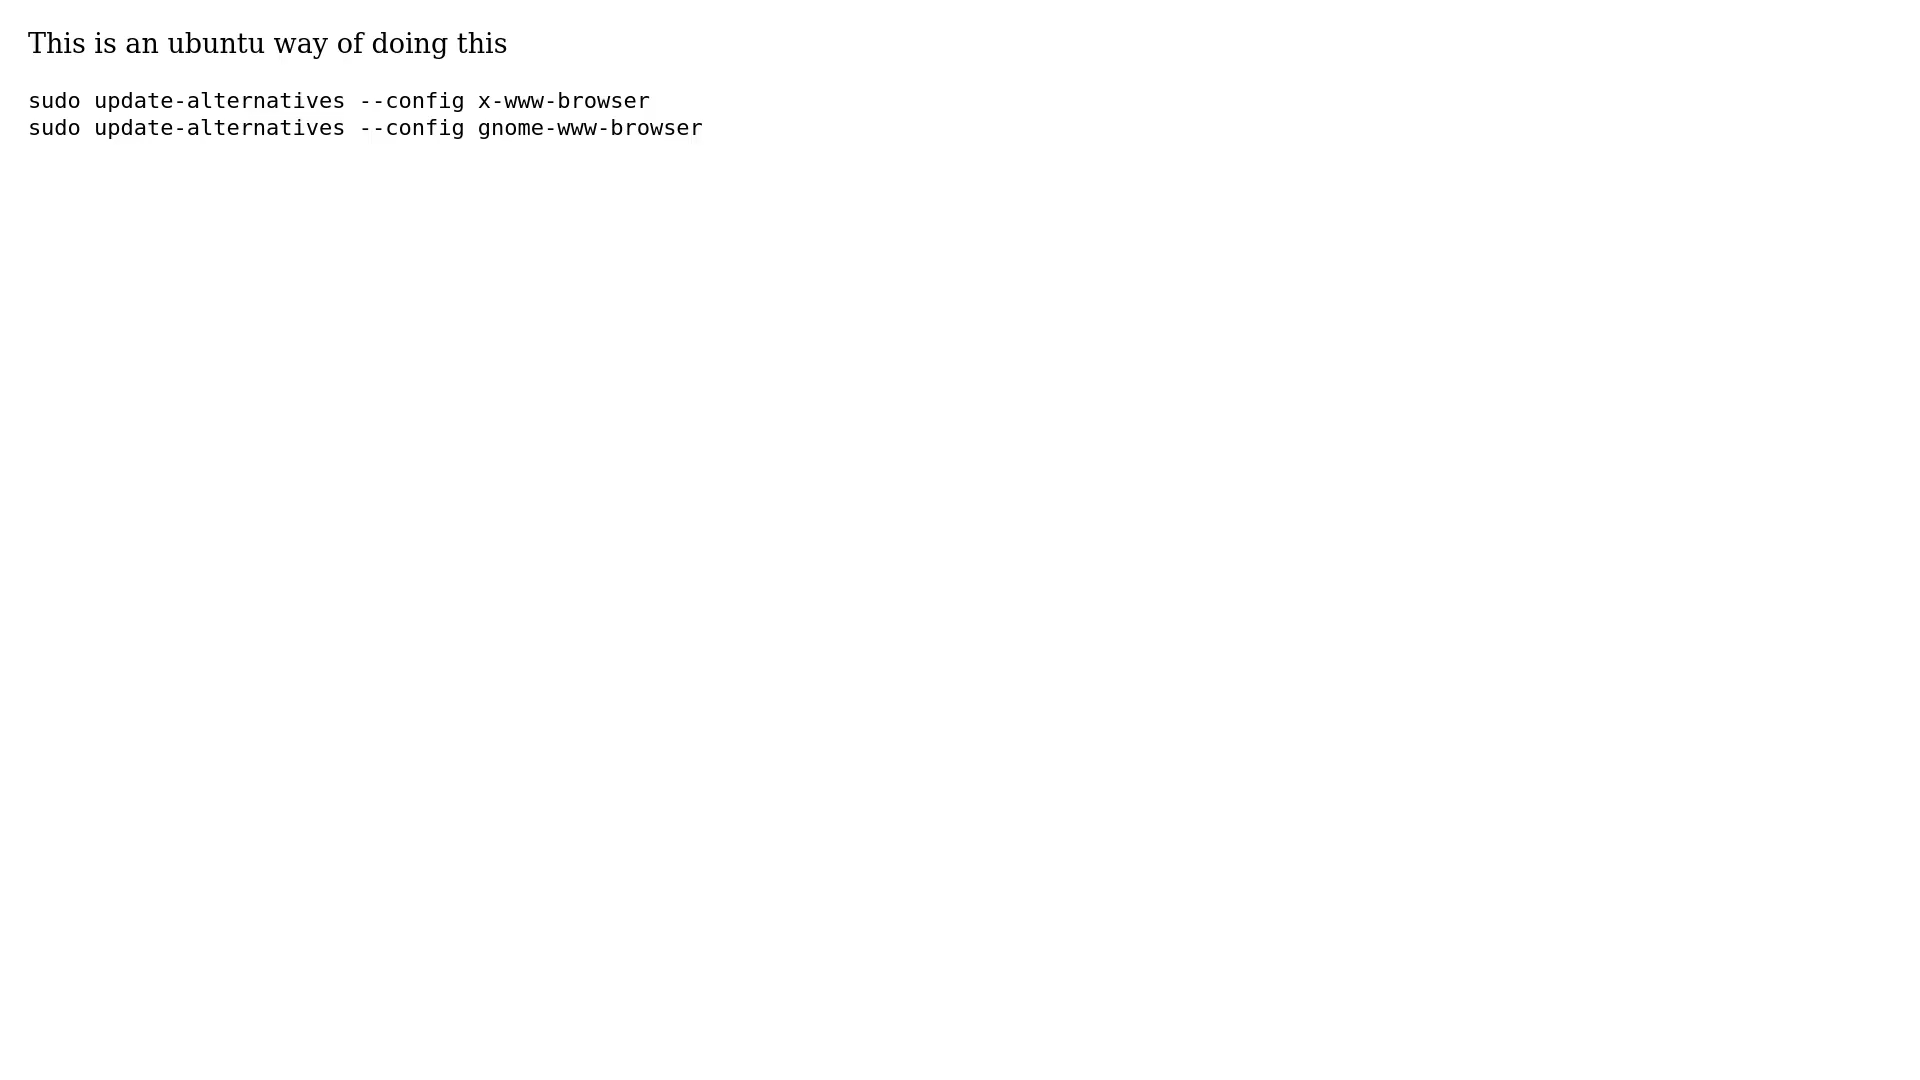 This is an ubuntu way of doing this
sudo update-alternatives --config x-www-browser
sudo update-alternatives --config gnome-www-browser